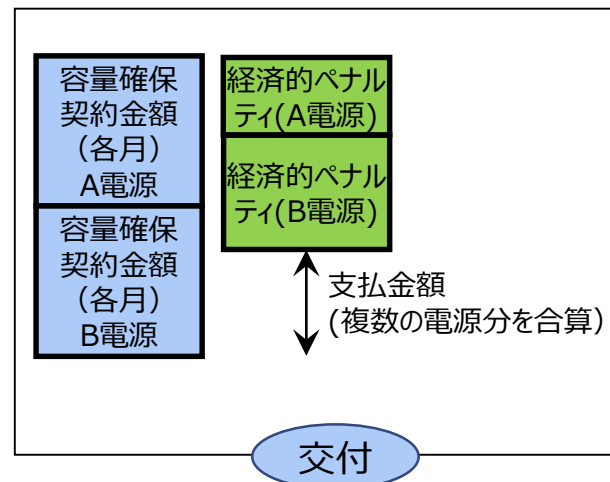 容量確保
契約金額
（各月）
A電源
容量確保
契約金額
（各月）
B電源
経済的ペナル
ティ(A電源)
経済的ペナル
ティ(B電源)
支払金額
(複数の電源分を合算)
交付